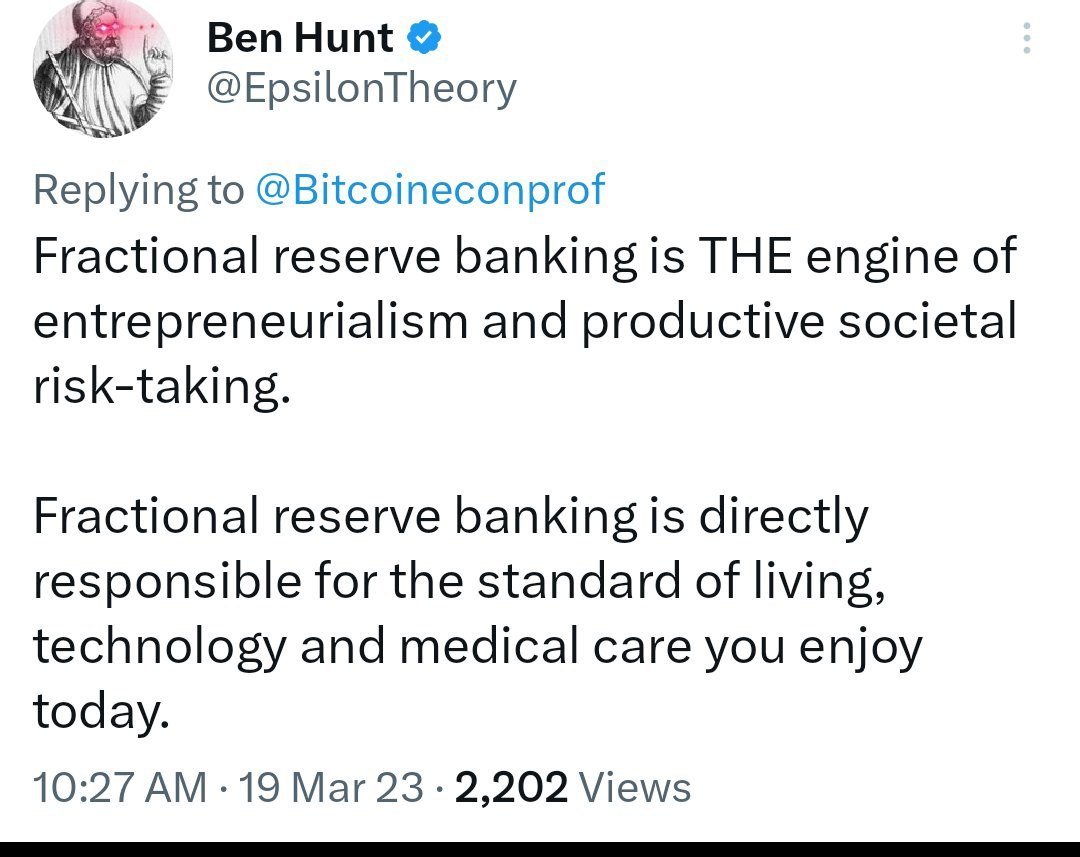 Ben Hunt
@EpsilonTheory
Replying to @Bitcoineconprof
Fractional reserve banking is THE engine of
entrepreneurialism and productive societal
risk-taking.
Fractional reserve banking is directly
responsible for the standard of living,
technology and medical care you enjoy
today.
10:27 AM · 19 Mar 23 · 2,202 Views